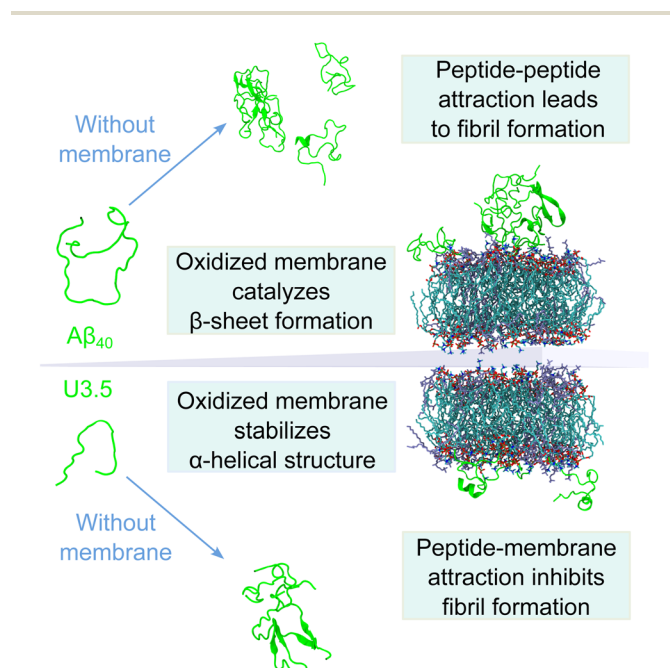 Peptide-peptide
attraction leads
to fibril formation
Without
membrane
Oxidized membrane
catalyzes
β-sheet formation
Aβ₄₀
U3.5
Oxidized membrane
stabilizes
α-helical structure
Without
membrane
Peptide-membrane
attraction inhibits
fibril formation